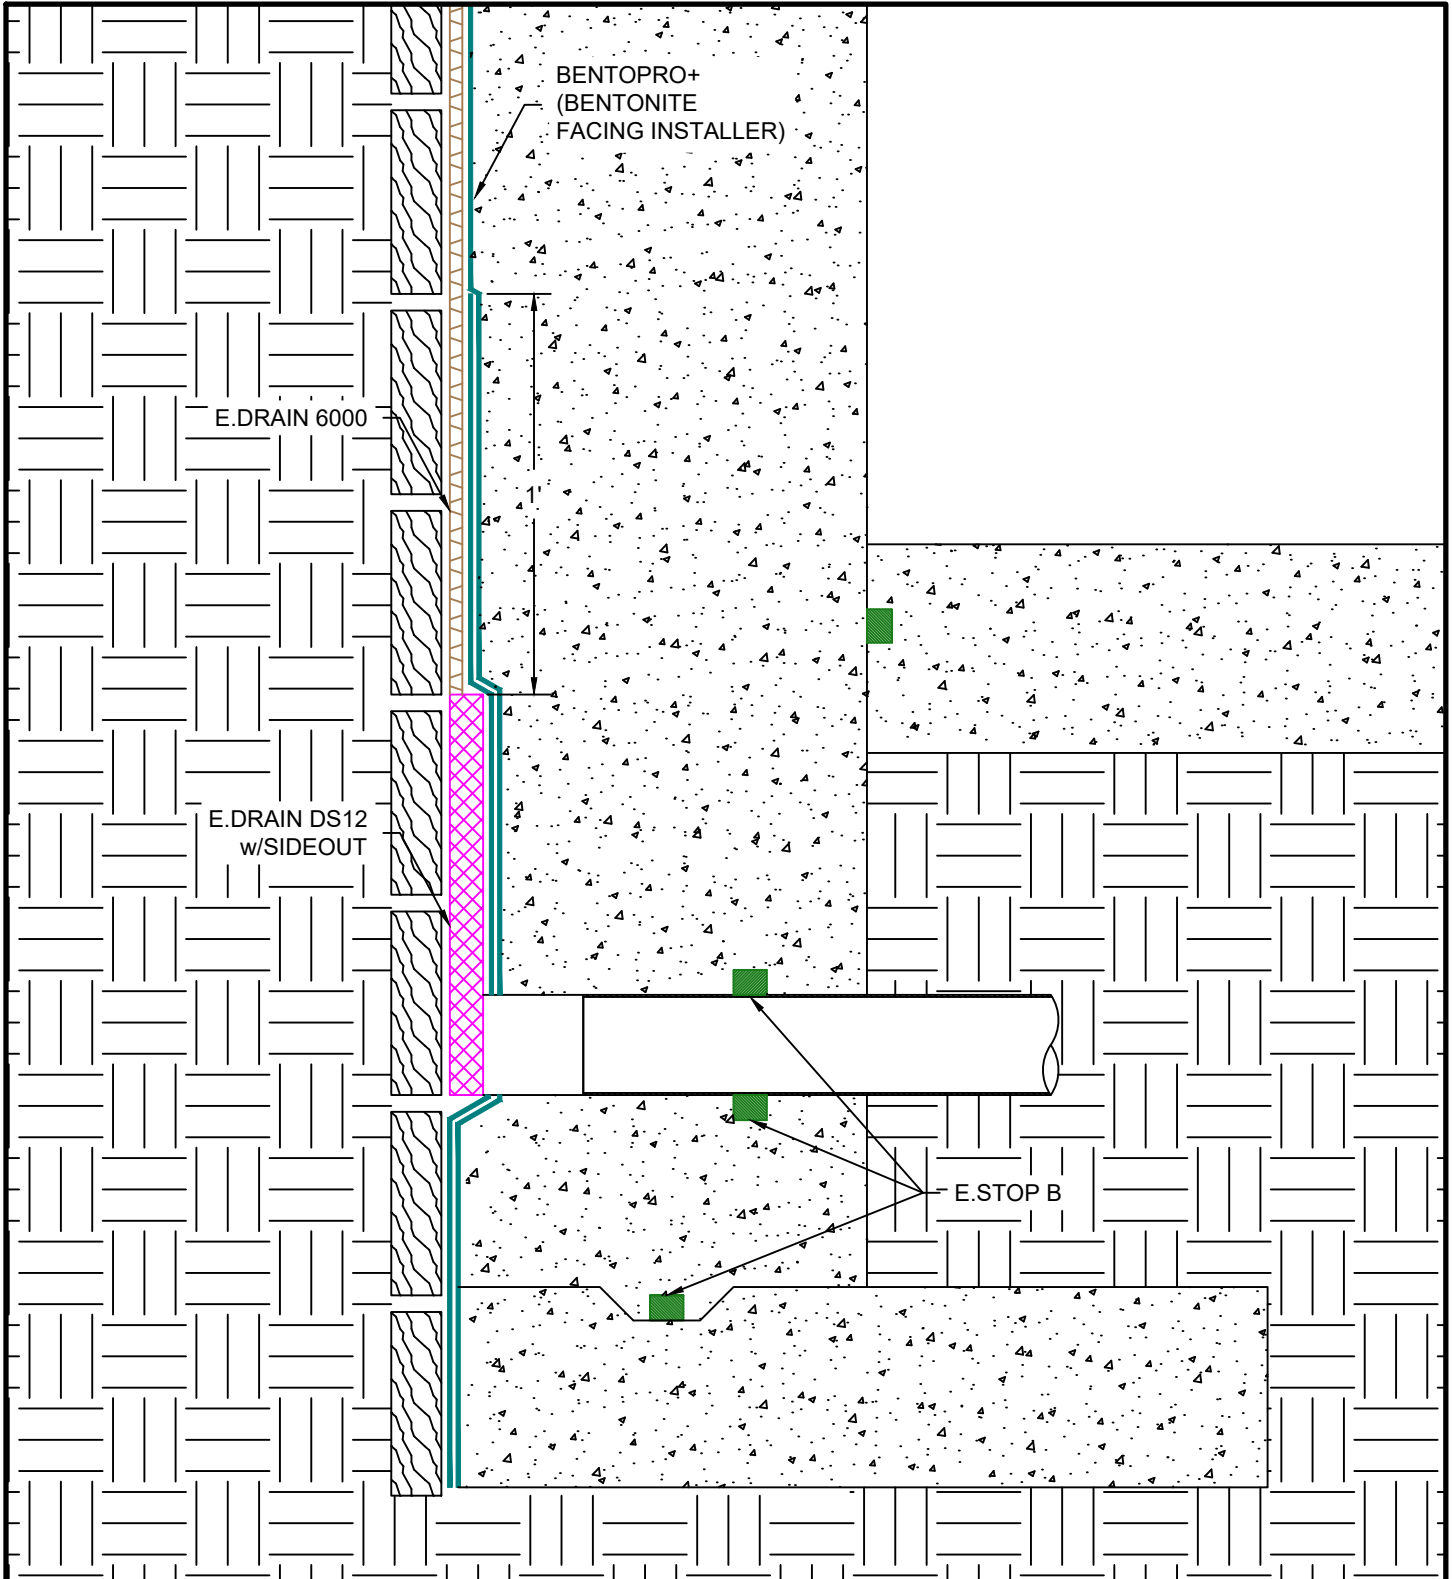 BENTOPRO+
(BENTONITE
FACING INSTALLER)
E.DRAIN 6000
1'
E.DRAIN DS12
w/SIDEOUT
E.STOP B